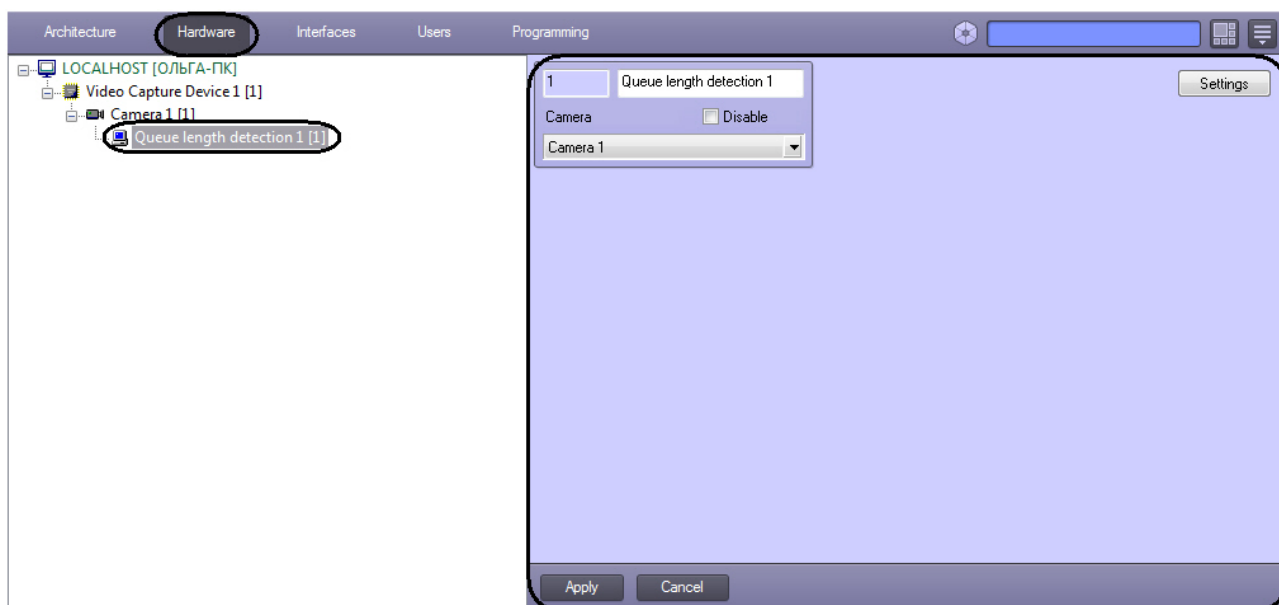 Architecture Hardware Interfaces Users Programming
LOCALHOST [ОЛЬГА-ПК]
Video Capture Device 1 [1]
Camera 1 [1]
Queue length detection 1 [1]
1 Queue length detection 1 Settings
Camera Disable
Camera 1
Apply Cancel